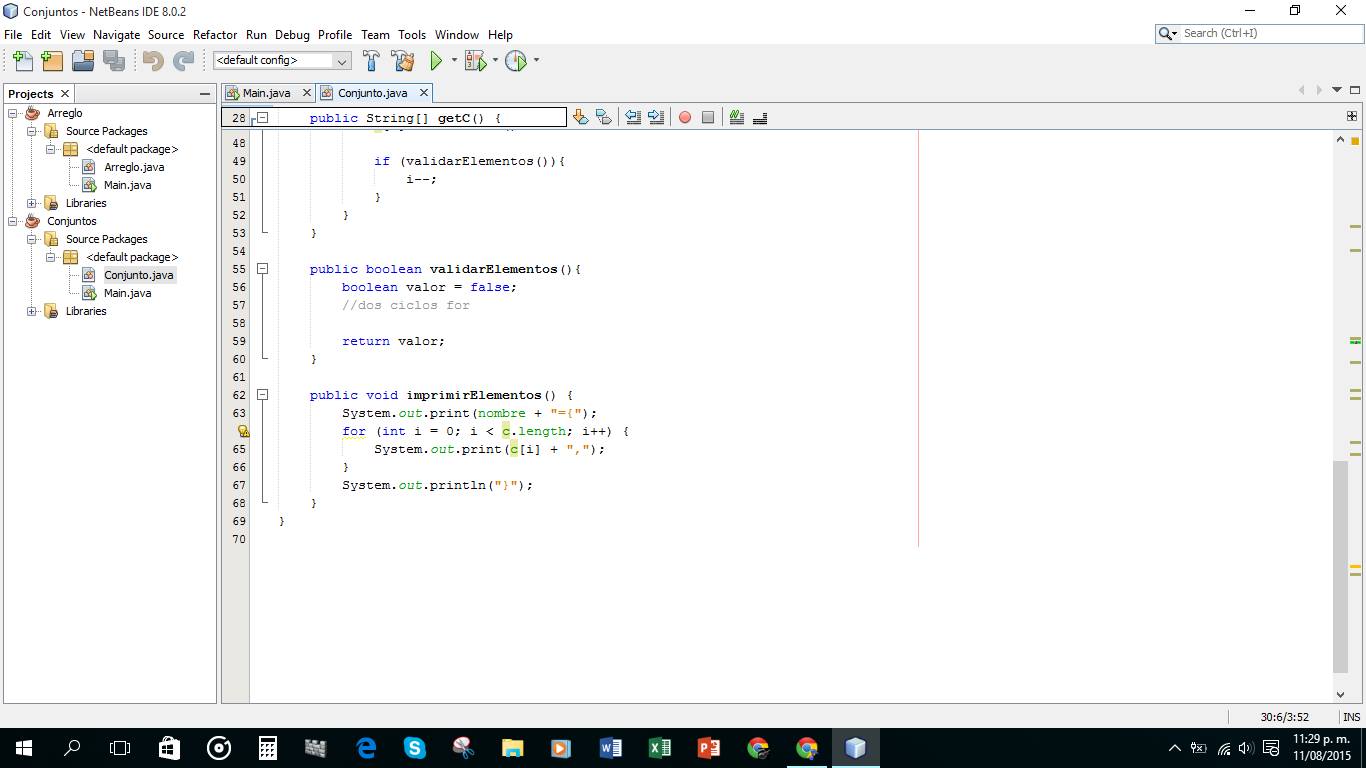 Conjuntos - NetBeans IDE 8.0.2
File Edit View Navigate Source Refactor Run Debug Profile Team Tools Window Help
Search (Ctrl+I)
<default config>
Projects
Arreglo
Source Packages
<default package>
Arreglo.java
Main.java
Libraries
Conjuntos
Source Packages
<default package>
Conjunto.java
Main.java
Libraries
Main.java Conjunto.java
28 public String[] getC() {
48
49 if (validarElementos()){
50 i--;
51 }
52 }
53 }
54
55 public boolean validarElementos(){
56 boolean valor = false;
57 //dos ciclos for
58
59 return valor;
60 }
61
62 public void imprimirElementos() {
63 System.out.print(nombre + "={");
for (int i = 0; i < c.length; i++) {
65 System.out.print(c[i] + ",");
66 }
67 System.out.println("}");
68 }
69 }
70
30:6/3:52 INS
11:29 p. m.
11/08/2015